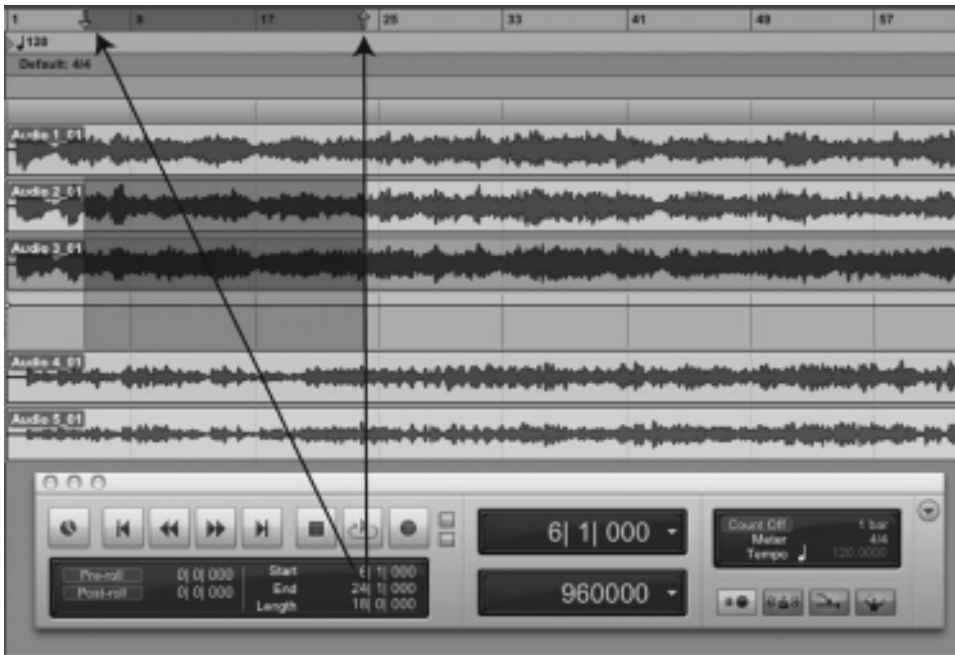 1 9 17 25 33 41 49 57
120
Default: 4/4
Audio 1_01
Audio 2_01
Audio 3_01
Audio 4_01
Audio 5_01
Pre-roll 0| 0| 000 Start 6| 1| 000
Post-roll 0| 0| 000 End 24| 1| 000
Length 18| 0| 000
6| 1| 000
960000
Count Off 1 bar
Meter 4/4
Tempo 120.0000